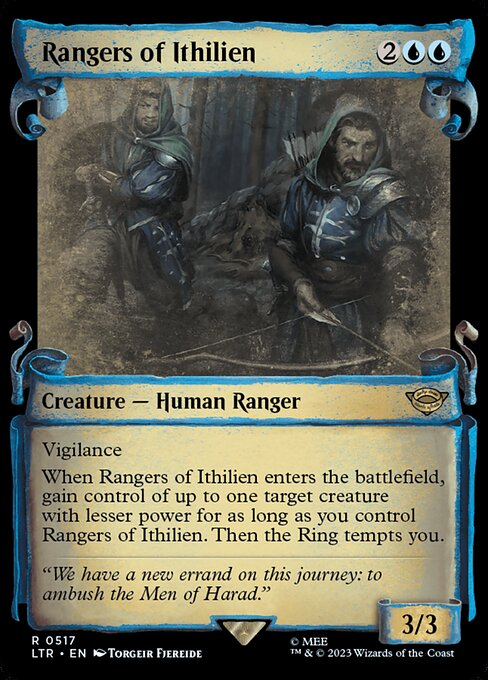 Rangers of Ithilien 2
Creature — Human Ranger
Vigilance
When Rangers of Ithilien enters the battlefield,
gain control of up to one target creature
with lesser power for as long as you control
Rangers of Ithilien. Then the Ring tempts you.
“We have a new errand on this journey: to
ambush the Men of Harad.”
3/3
R 0517
LTR • EN Torgeir Fjereide
© MEE
™ & © 2023 Wizards of the Coast